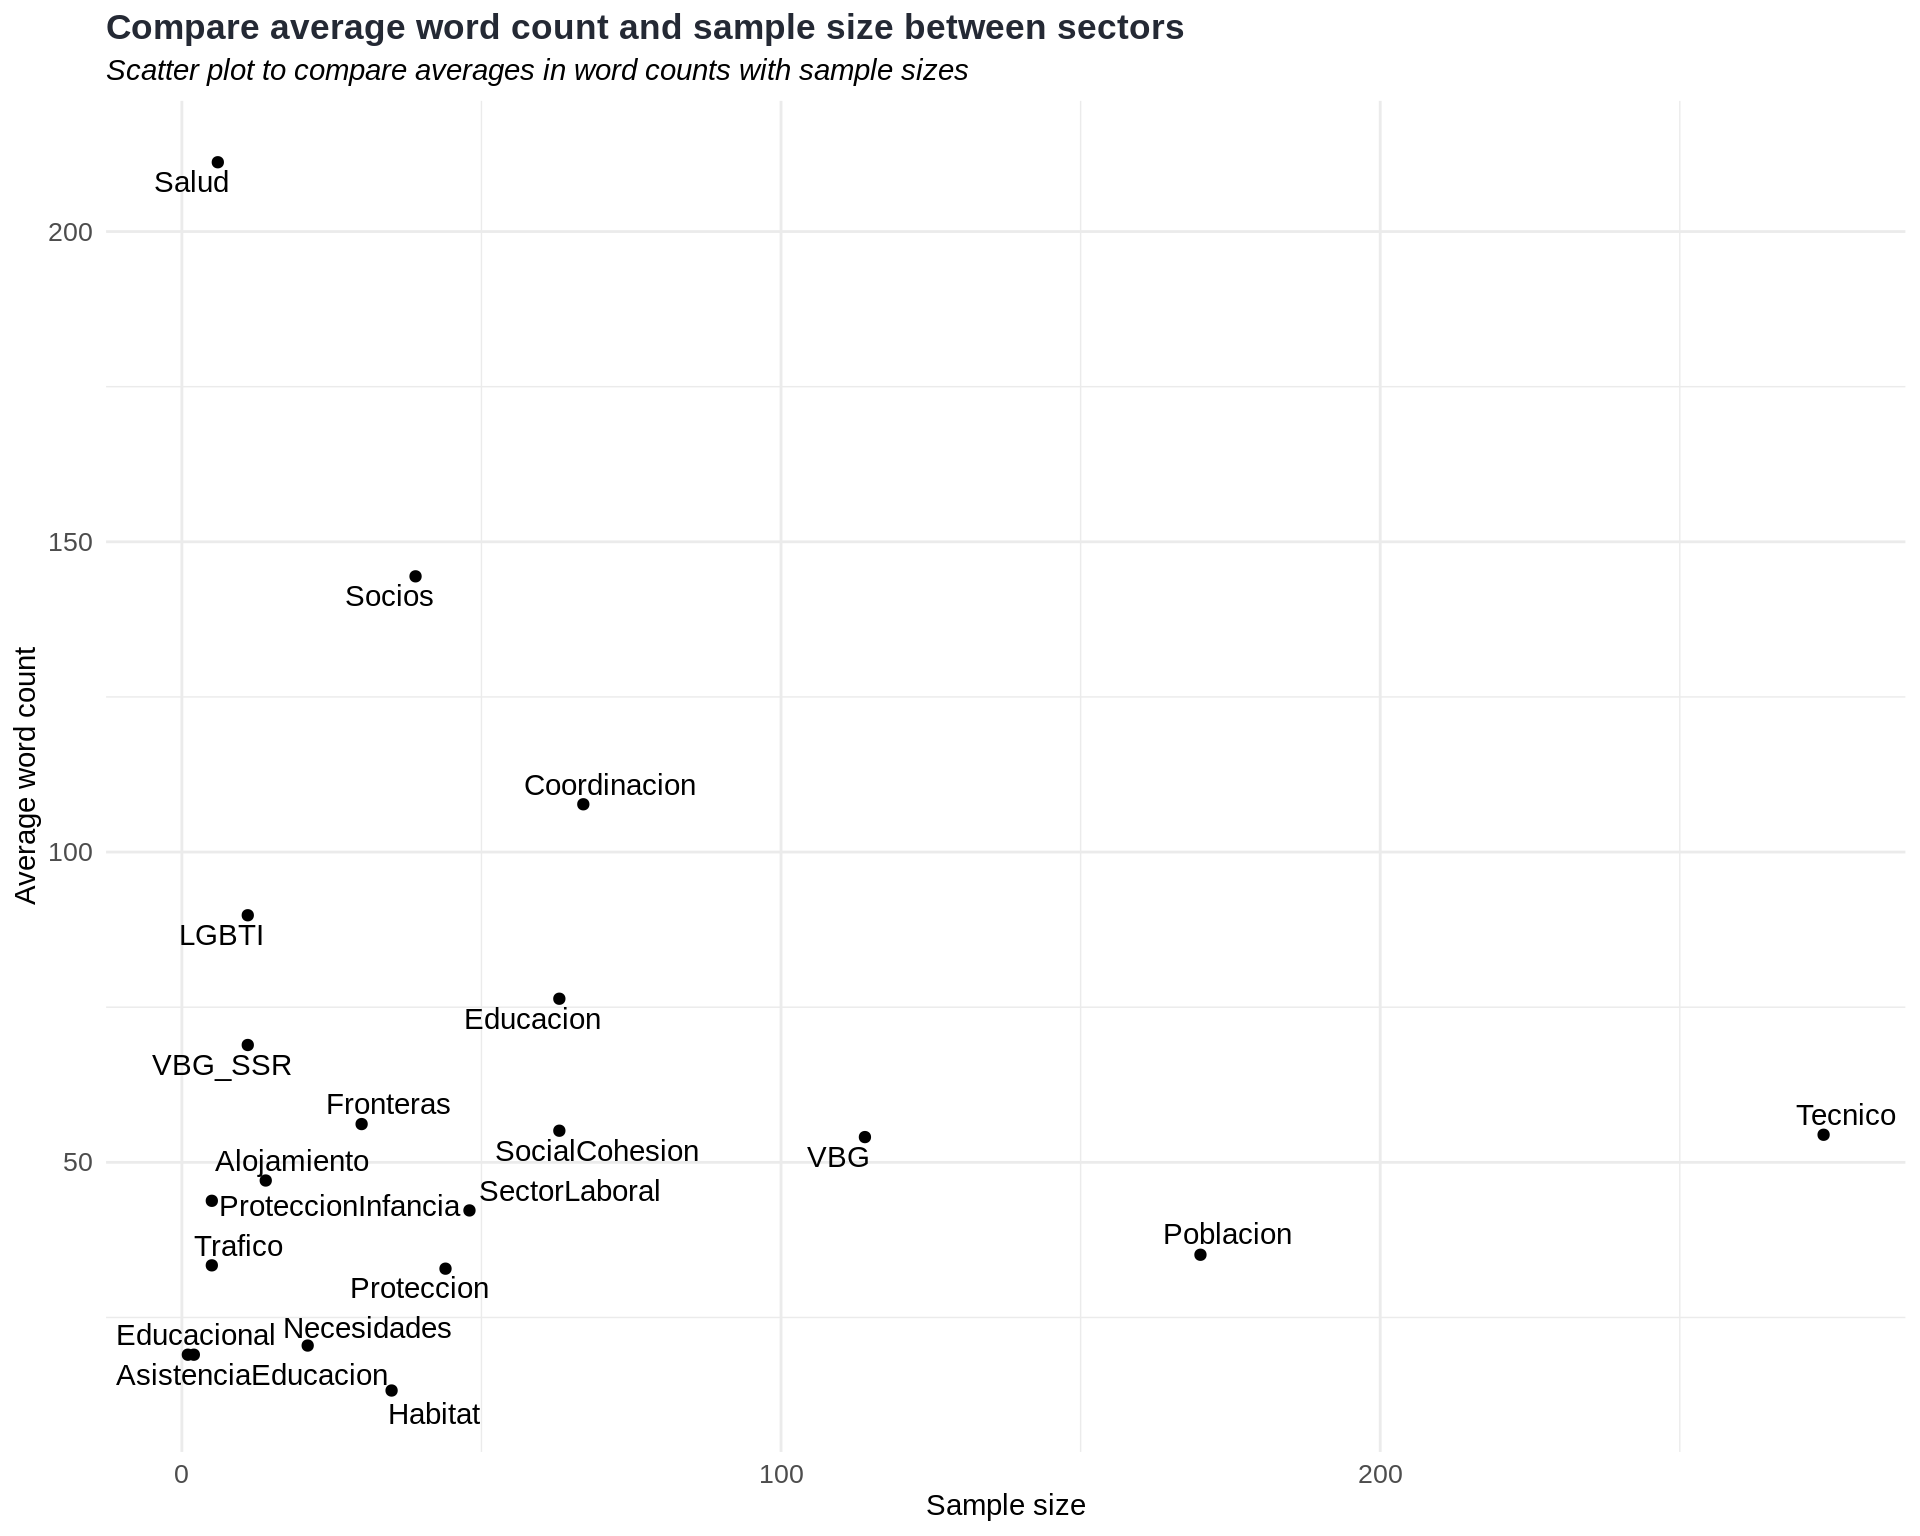 Compare average word count and sample size between sectors
Scatter plot to compare averages in word counts with sample sizes
Average word count
200
150
100
50
Salud
Socios
Coordinacion
LGBTI
Educacion
VBG_SSR
Fronteras
Tecnico
SocialCohesion
VBG
Alojamiento
SectorLaboral
ProteccionInfancia
Poblacion
Trafico
Proteccion
Necesidades
Educacional
AsistenciaEducacion
Habitat
0 100 200
Sample size